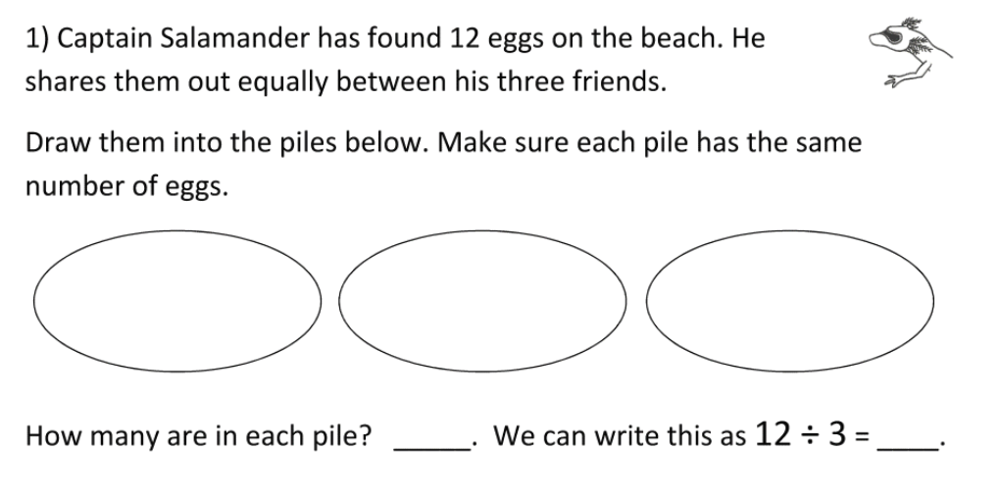 1) Captain Salamander has found 12 eggs on the beach. He
shares them out equally between his three friends.
Draw them into the piles below. Make sure each pile has the same
number of eggs.
How many are in each pile? _____. We can write this as 12 ÷ 3 = ____.